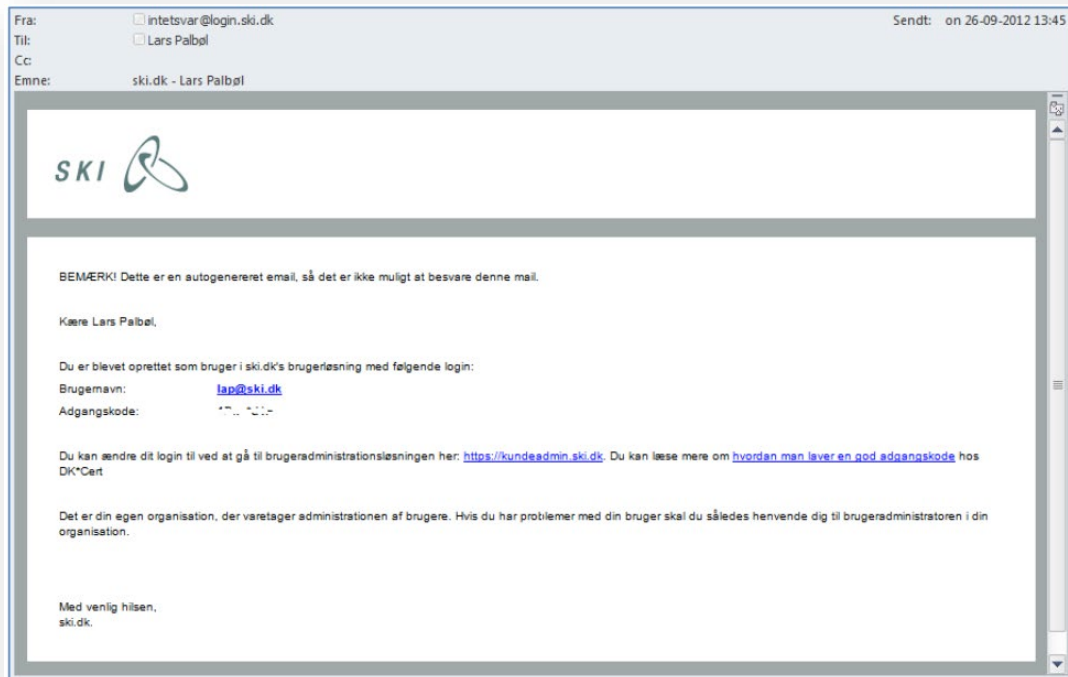 Fra: intetsvar@login.ski.dk Sendt: on 26-09-2012 13:45
Til: Lars Palbøl
Cc:
Emne: ski.dk - Lars Palbøl
SKI
BEMÆRK! Dette er en autogenereret email, så det er ikke muligt at besvare denne mail.
Kære Lars Palbøl,
Du er blevet oprettet som bruger i ski.dk's brugerløsning med følgende login:
Brugernavn: lap@ski.dk
Adgangskode:
Du kan ændre dit login til ved at gå til brugeradministrationsløsningen her: https://kundeadmin.ski.dk. Du kan læse mere om hvordan man laver en god adgangskode hos
DK*Cert
Det er din egen organisation, der varetager administrationen af brugere. Hvis du har problemer med din bruger skal du således henvende dig til brugeradministratoren i din
organisation.
Med venlig hilsen,
ski.dk.